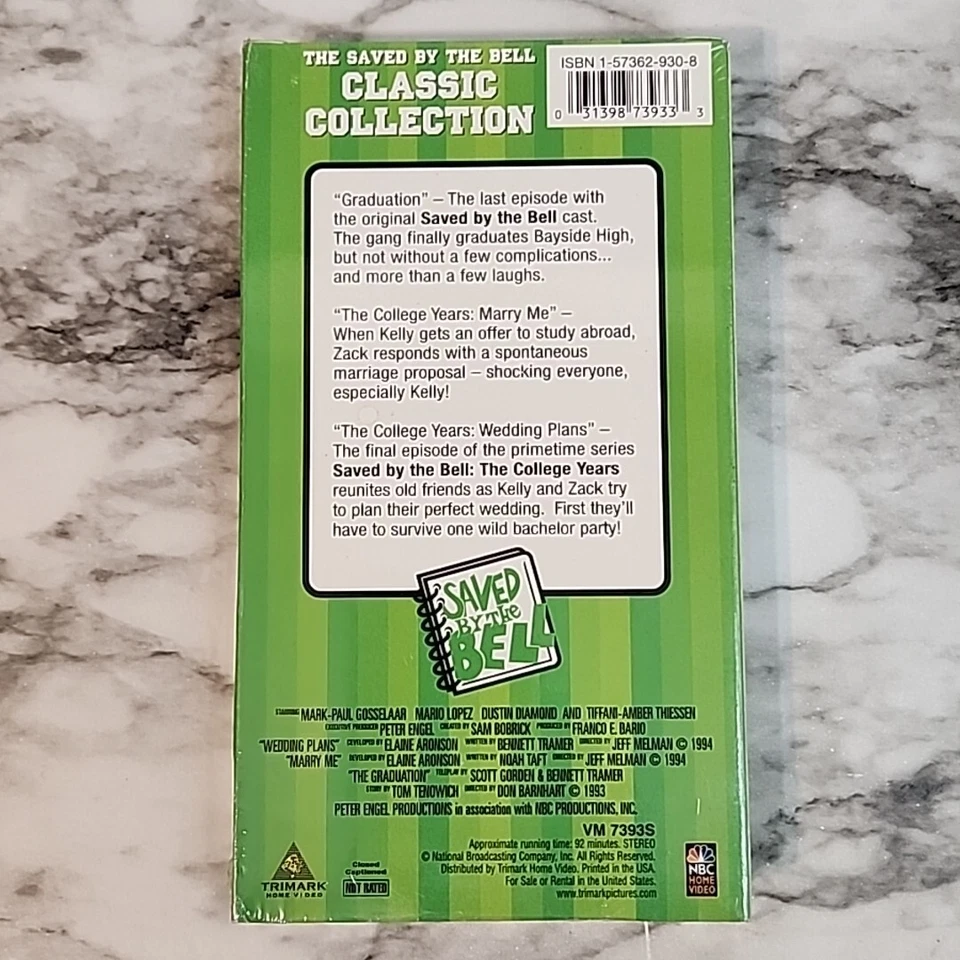 THE SAVED BY THE BELL
CLASSIC
COLLECTION
ISBN 1-57362-930-8
0 31398 73933 3
"Graduation" – The last episode with
the original Saved by the Bell cast.
The gang finally graduates Bayside High,
but not without a few complications...
and more than a few laughs.
"The College Years: Marry Me" –
When Kelly gets an offer to study abroad,
Zack responds with a spontaneous
marriage proposal – shocking everyone,
especially Kelly!
"The College Years: Wedding Plans" –
The final episode of the primetime series
Saved by the Bell: The College Years
reunites old friends as Kelly and Zack try
to plan their perfect wedding. First they'll
have to survive one wild bachelor party!
SAVED
BY THE
BELL
STARRING MARK-PAUL GOSSELAAR MARIO LOPEZ DUSTIN DIAMOND AND TIFFANI-AMBER THIESSEN
EXECUTIVE PRODUCER PETER ENGEL CREATED BY SAM BOBRICK PRODUCED BY FRANCO E. BARIO
"WEDDING PLANS" DEVELOPED BY ELAINE ARONSON WRITTEN BY BENNETT TRAMER DIRECTED BY JEFF MELMAN © 1994
"MARRY ME" DEVELOPED BY ELAINE ARONSON WRITTEN BY NOAH TAFT DIRECTED BY JEFF MELMAN © 1994
"THE GRADUATION" TELEPLAY BY SCOTT GORDEN & BENNETT TRAMER
STORY BY TOM TENOWICH DIRECTED BY DON BARNHART © 1993
PETER ENGEL PRODUCTIONS in association with NBC PRODUCTIONS, INC.
VM 7393S
Approximate running time: 92 minutes. STEREO
© National Broadcasting Company, Inc. All Rights Reserved.
Distributed by Trimark Home Video. Printed in the USA.
For Sale or Rental in the United States.
www.trimarkpictures.com
TRIMARK
HOME VIDEO
Closed
Captioned
NOT RATED
NBC
HOME
VIDEO